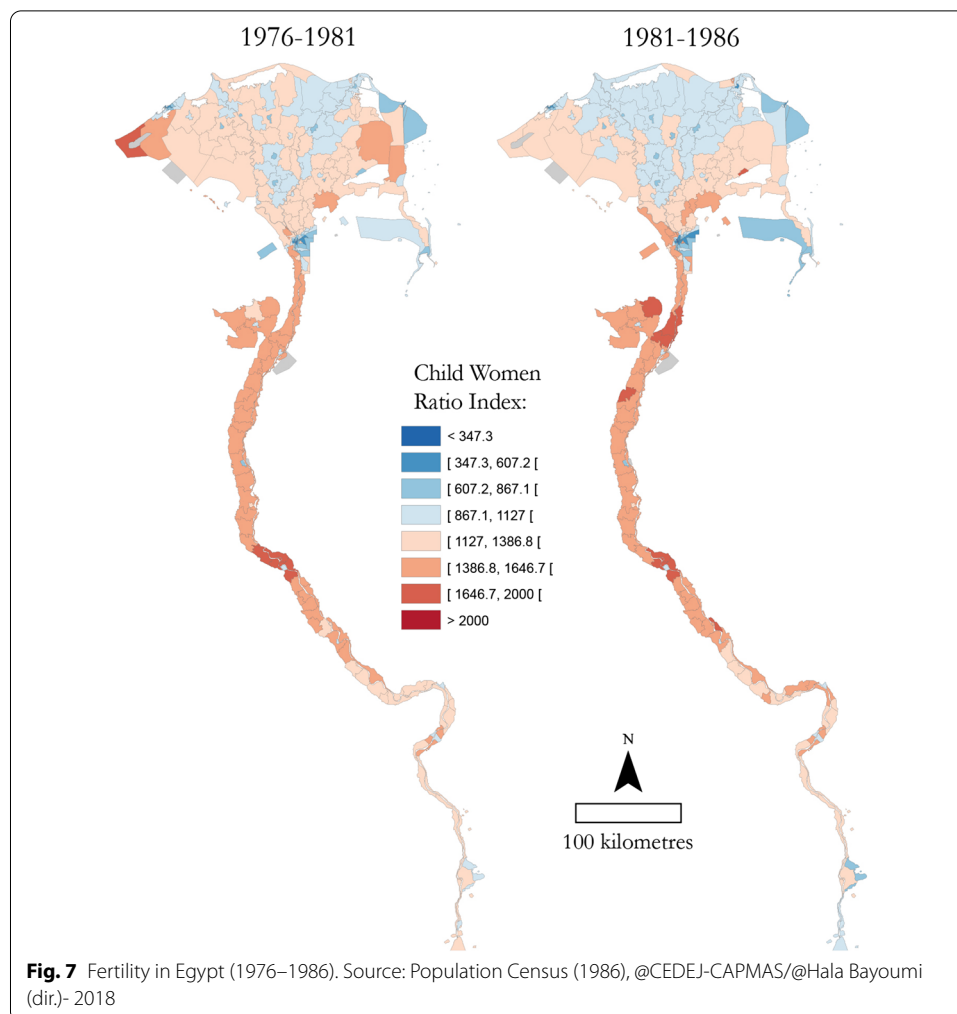 1976-1981
1981-1986
Child Women
Ratio Index:
< 347.3
[ 347.3, 607.2 [
[ 607.2, 867.1 [
[ 867.1, 1127 [
[ 1127, 1386.8 [
[ 1386.8, 1646.7 [
[ 1646.7, 2000 [
> 2000
N
100 kilometres
Fig. 7 Fertility in Egypt (1976–1986). Source: Population Census (1986), @CEDEJ-CAPMAS/@Hala Bayoumi
(dir.)- 2018